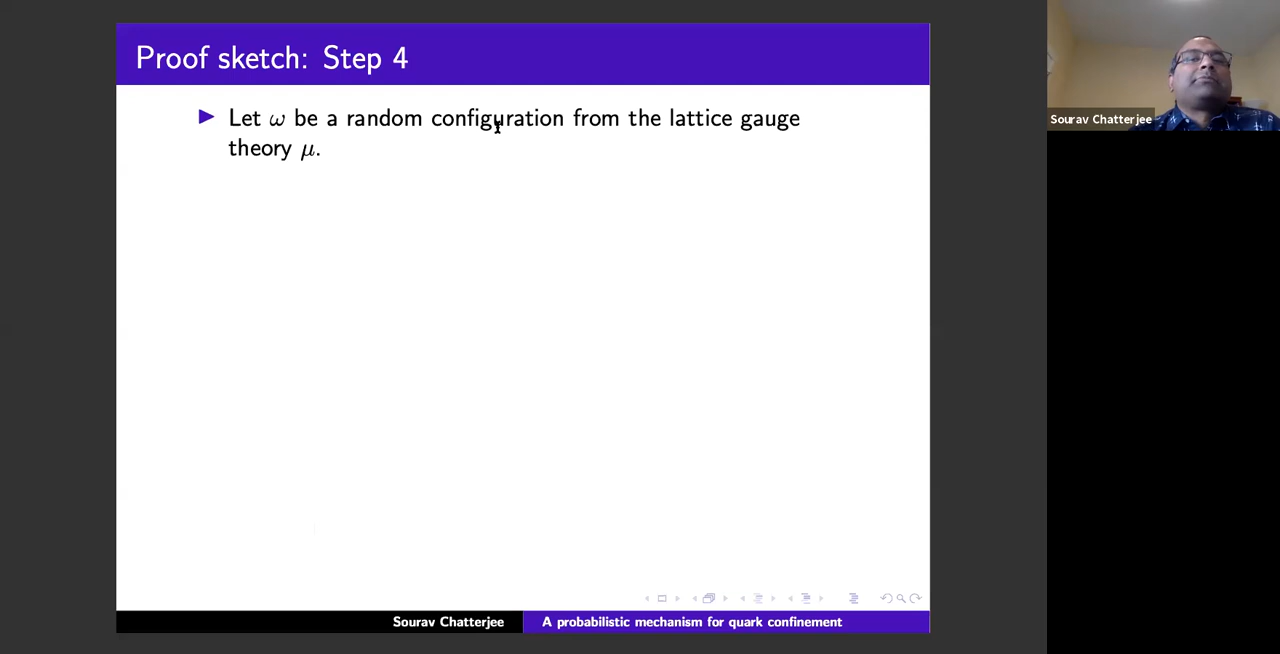 Proof sketch: Step 4
Let ω be a random configuration from the lattice gauge
theory μ.
Sourav Chatterjee
A probabilistic mechanism for quark confinement
Sourav Chatterjee